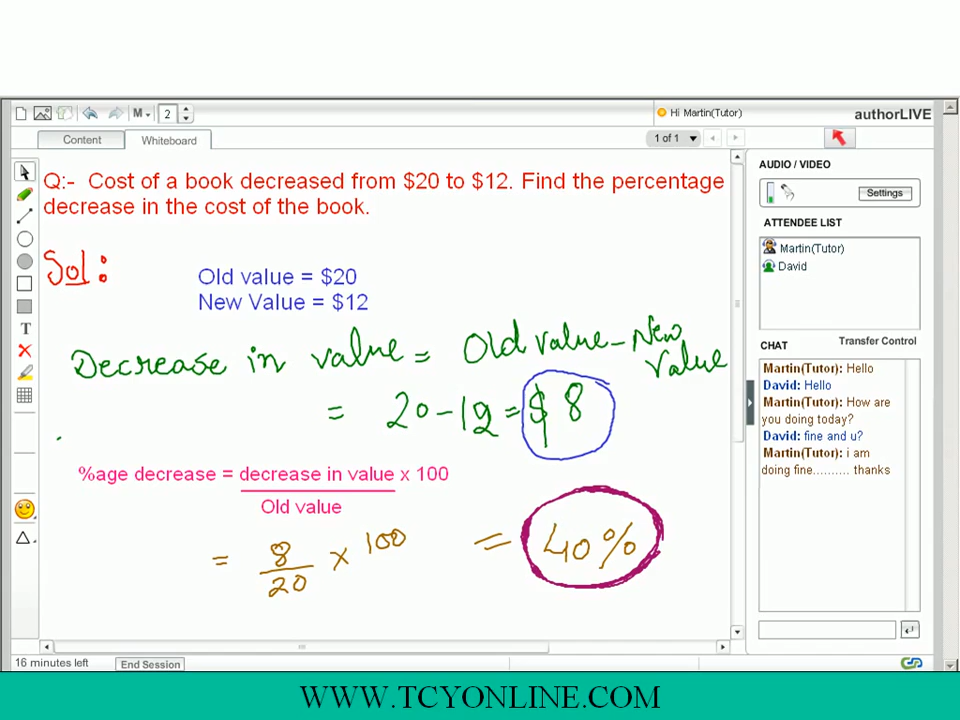 M
2
Hi Martin(Tutor)
authorLIVE
Content
Whiteboard
1 of 1
Q:- Cost of a book decreased from $20 to $12. Find the percentage
decrease in the cost of the book.
Sol:
Old value = $20
New Value = $12
Decrease in value = Old value - New Value
= 20-12 = $8
%age decrease = decrease in value x 100
Old value
= 8/20 x 100 = 40%
T
AUDIO / VIDEO
Settings
ATTENDEE LIST
Martin(Tutor)
David
CHAT
Transfer Control
Martin(Tutor): Hello
David: Hello
Martin(Tutor): How are
you doing today?
David: fine and u?
Martin(Tutor): i am
doing fine.......... thanks
16 minutes left
End Session
WWW.TCYONLINE.COM